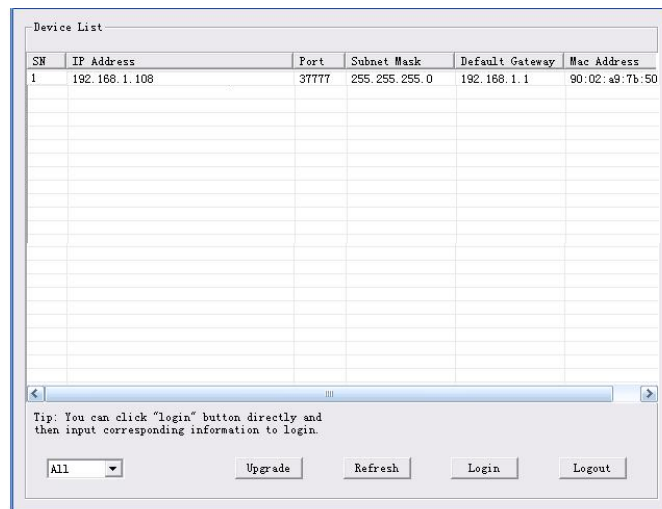 Device List
SN IP Address Port Subnet Mask Default Gateway Mac Address
1 192.168.1.108 37777 255.255.255.0 192.168.1.1 90:02:a9:7b:50
Tip: You can click "login" button directly and
then input corresponding information to login.
All Upgrade Refresh Login Logout